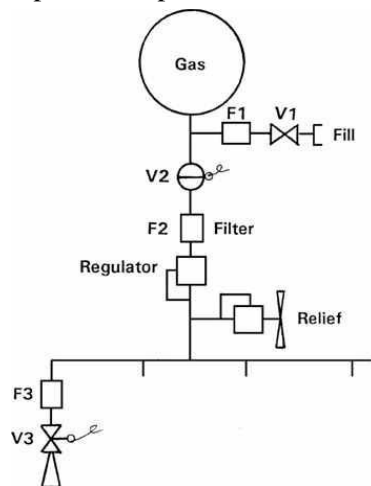 Gas
F1
V1
Fill
V2
F2
Filter
Regulator
Relief
F3
V3